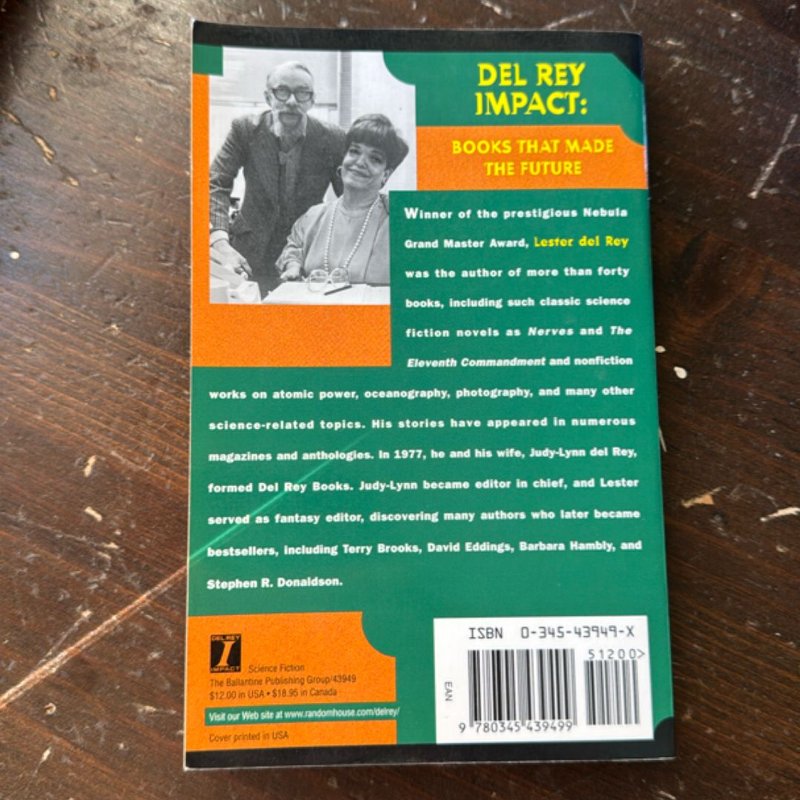 DEL REY
IMPACT:
BOOKS THAT MADE
THE FUTURE
Winner of the prestigious Nebula
Grand Master Award, Lester del Rey
was the author of more than forty
books, including such classic science
fiction novels as Nerves and The
Eleventh Commandment and nonfiction
works on atomic power, oceanography, photography, and many other
science-related topics. His stories have appeared in numerous
magazines and anthologies. In 1977, he and his wife, Judy-Lynn del Rey,
formed Del Rey Books. Judy-Lynn became editor in chief, and Lester
served as fantasy editor, discovering many authors who later became
bestsellers, including Terry Brooks, David Eddings, Barbara Hambly, and
Stephen R. Donaldson.
DEL REY
I
IMPACT
Science Fiction
The Ballantine Publishing Group/43949
$12.00 in USA • $18.95 in Canada
Visit our Web site at www.randomhouse.com/delrey/
Cover printed in USA
ISBN 0-345-43949-X
51200>
EAN
9 780345 439499